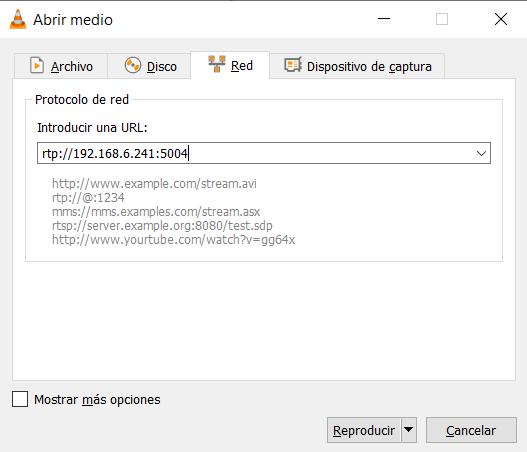 Abrir medio
Archivo
Disco
Red
Dispositivo de captura
Protocolo de red
Introducir una URL:
rtp://192.168.6.241:5004
http://www.example.com/stream.avi
rtp://@:1234
mms://mms.examples.com/stream.asx
rtsp://server.example.org:8080/test.sdp
http://www.yourtube.com/watch?v=gg64x
Mostrar más opciones
Reproducir
Cancelar